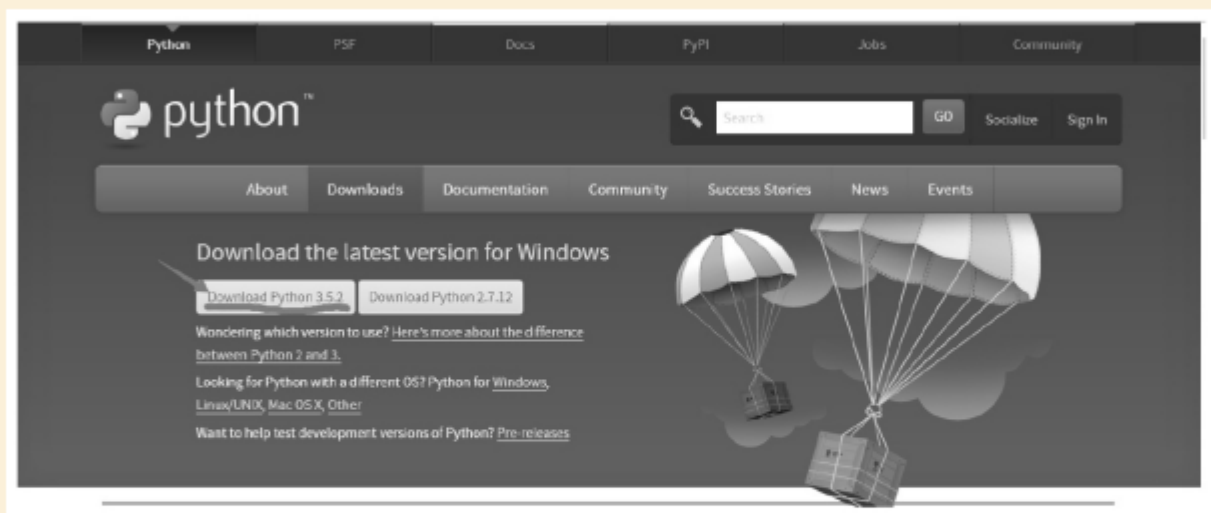 Python PSF Docs PyPI Jobs Community
python™
Search GO Socialize Sign In
About Downloads Documentation Community Success Stories News Events
Download the latest version for Windows
Download Python 3.5.2 Download Python 2.7.12
Wondering which version to use? Here's more about the difference
between Python 2 and 3.
Looking for Python with a different OS? Python for Windows,
Linux/UNIX, Mac OS X, Other
Want to help test development versions of Python? Pre-releases